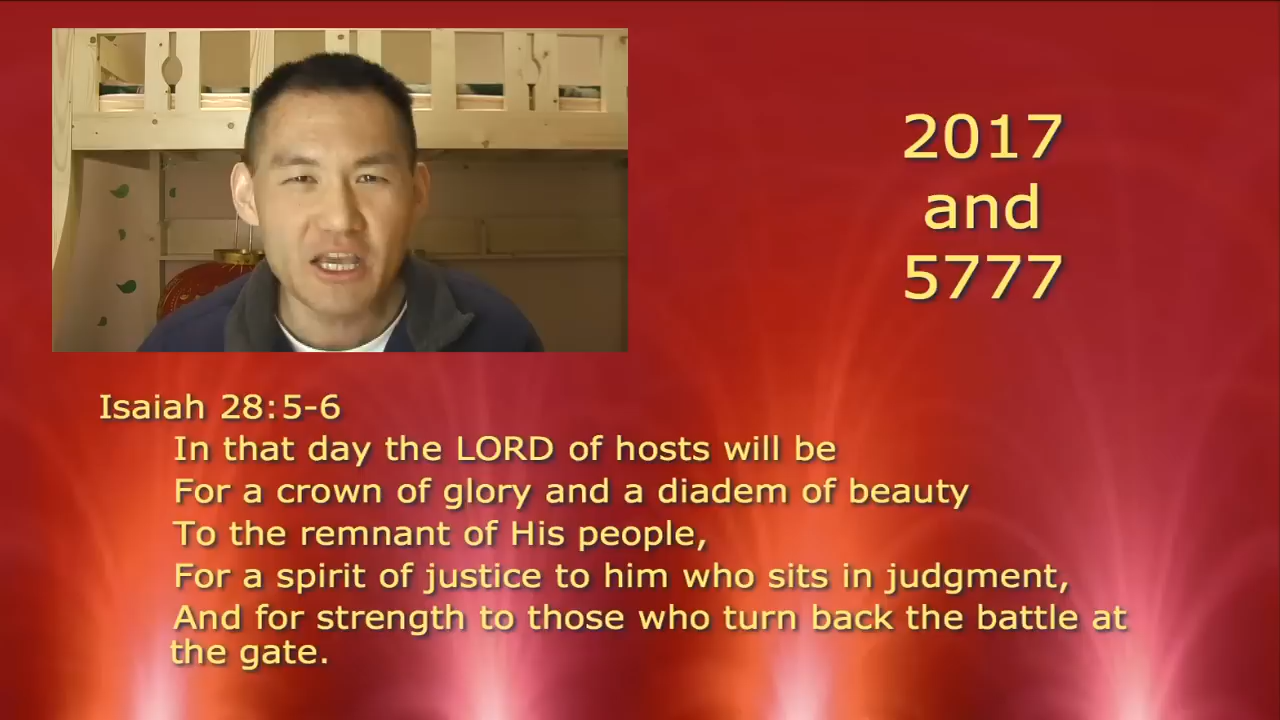 2017
and
5777
Isaiah 28:5-6
In that day the LORD of hosts will be
For a crown of glory and a diadem of beauty
To the remnant of His people,
For a spirit of justice to him who sits in judgment,
And for strength to those who turn back the battle at
the gate.